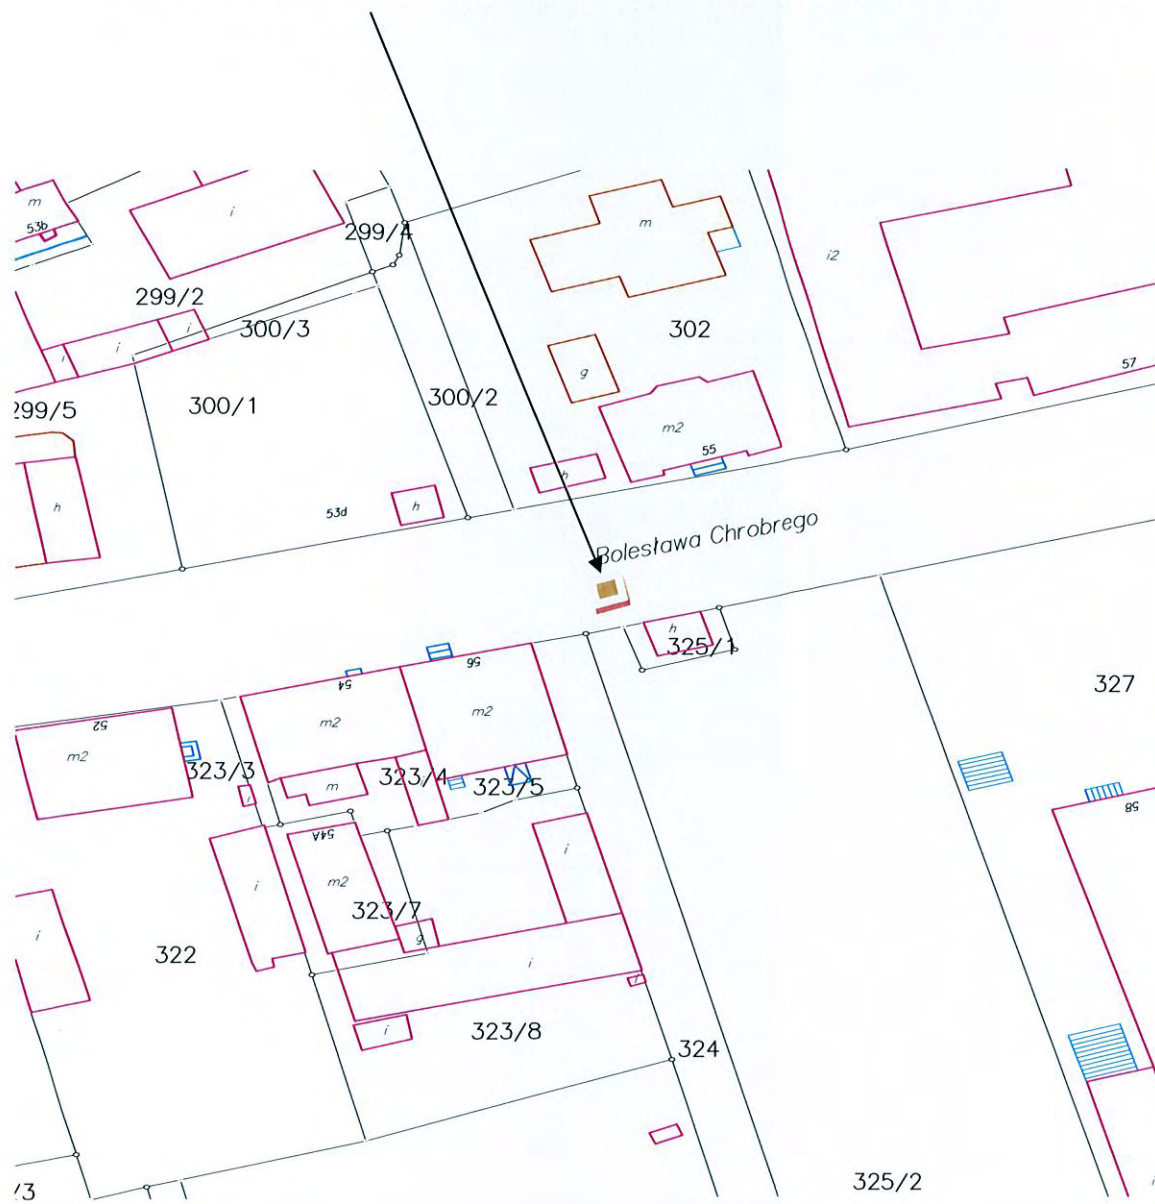 m
53b
i
299/4
m
i2
299/2
i
i
i
300/3
302
g
57
299/5
300/1
300/2
m2
55
h
h
53d
h
Bolesława Chrobrego
h
325/1
56
54
327
52
m2
m2
m2
323/3
323/4
323/5
m
i
i
58
54A
i
i
m2
323/7
i
g
322
i
i
i
323/8
324
325/2
/3